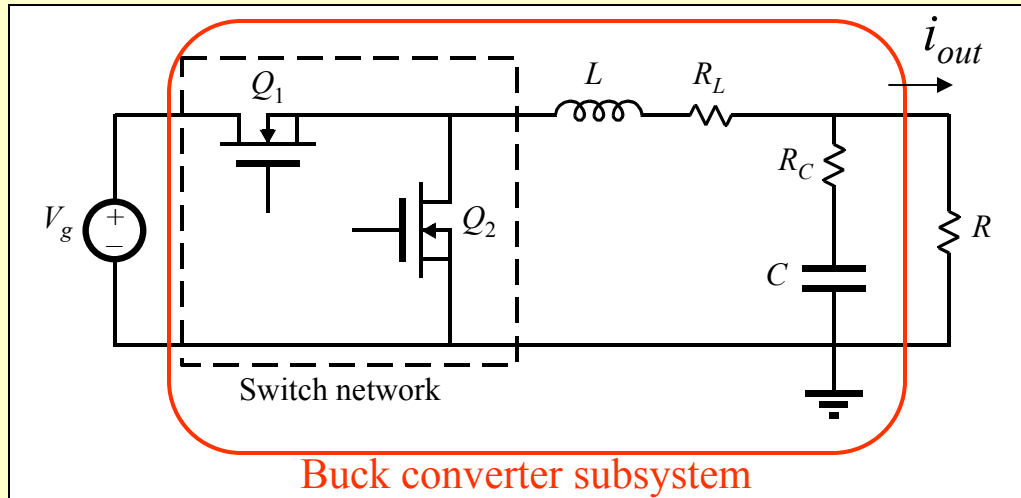 i_out
Q_1
L
R_L
R_C
V_g
+
−
Q_2
R
C
Switch network
Buck converter subsystem